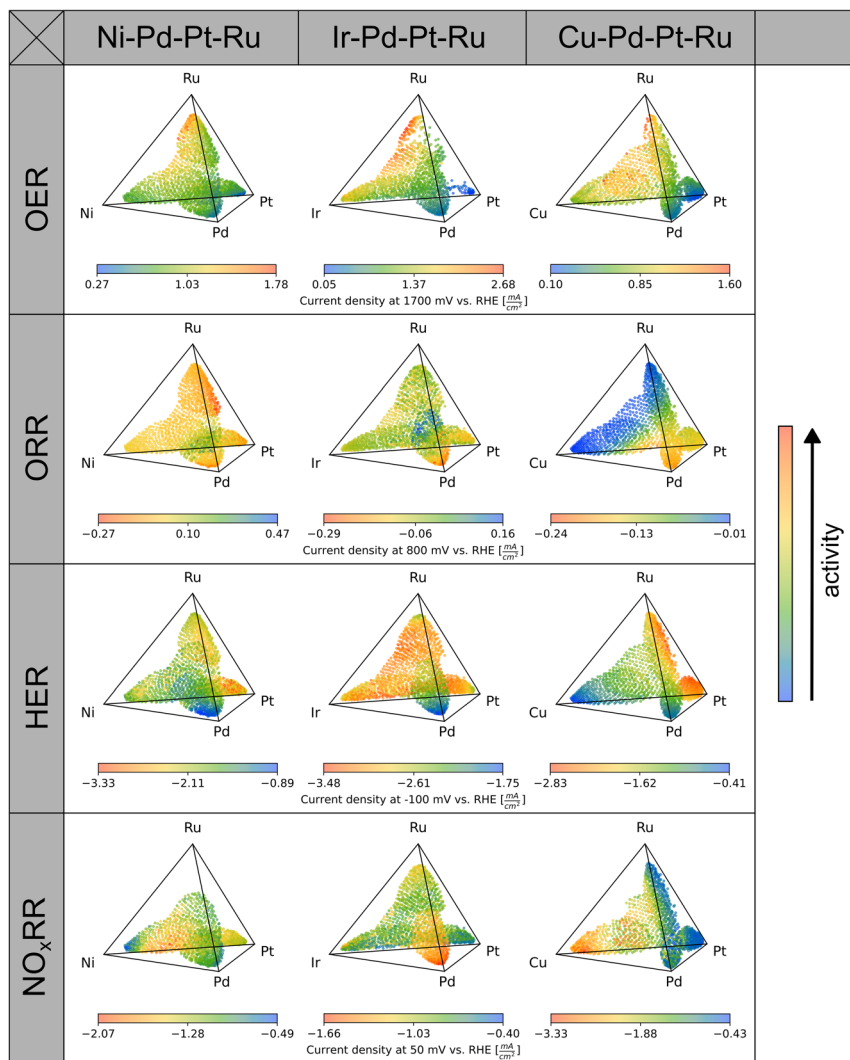 Ni-Pd-Pt-Ru Ir-Pd-Pt-Ru Cu-Pd-Pt-Ru
OER
Ru Ru Ru
Ni Pt Ir Pt Cu Pt
Pd Pd Pd
0.27 1.03 1.78 0.05 1.37 2.68 0.10 0.85 1.60
Current density at 1700 mV vs. RHE [mA/cm²]
ORR
Ru Ru Ru
Ni Pt Ir Pt Cu Pt
Pd Pd Pd
−0.27 0.10 0.47 −0.29 −0.06 0.16 −0.24 −0.13 −0.01
Current density at 800 mV vs. RHE [mA/cm²]
HER
Ru Ru Ru
Ni Pt Ir Pt Cu Pt
Pd Pd Pd
−3.33 −2.11 −0.89 −3.48 −2.61 −1.75 −2.83 −1.62 −0.41
Current density at -100 mV vs. RHE [mA/cm²]
NOxRR
Ru Ru Ru
Ni Pt Ir Pt Cu Pt
Pd Pd Pd
−2.07 −1.28 −0.49 −1.66 −1.03 −0.40 −3.33 −1.88 −0.43
Current density at 50 mV vs. RHE [mA/cm²]
activity